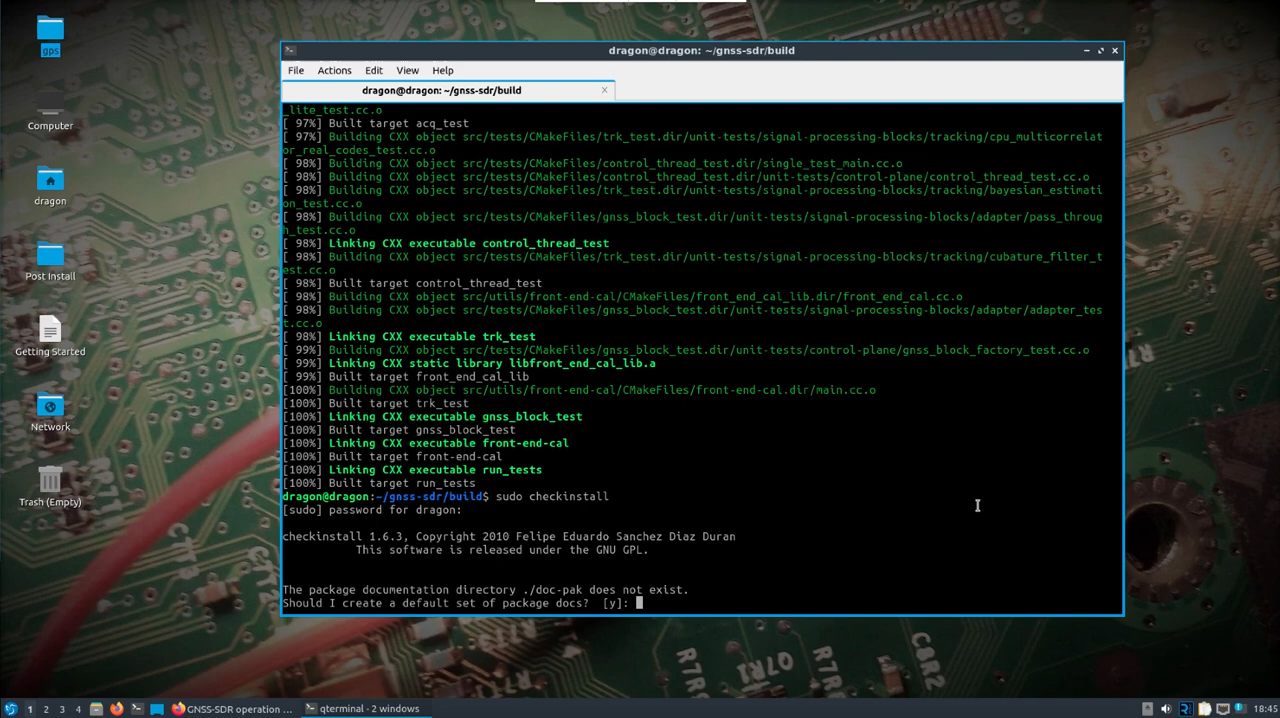 gps
Computer
dragon
Post Install
Getting Started
Network
Trash (Empty)
dragon@dragon: ~/gnss-sdr/build
File Actions Edit View Help
dragon@dragon: ~/gnss-sdr/build
_lite_test.cc.o
[ 97%] Built target acq_test
[ 97%] Building CXX object src/tests/CMakeFiles/trk_test.dir/unit-tests/signal-processing-blocks/tracking/cpu_multicorrelat
or_real_codes_test.cc.o
[ 98%] Building CXX object src/tests/CMakeFiles/control_thread_test.dir/single_test_main.cc.o
[ 98%] Building CXX object src/tests/CMakeFiles/control_thread_test.dir/unit-tests/control-plane/control_thread_test.cc.o
[ 98%] Building CXX object src/tests/CMakeFiles/trk_test.dir/unit-tests/signal-processing-blocks/tracking/bayesian_estimati
on_test.cc.o
[ 98%] Building CXX object src/tests/CMakeFiles/gnss_block_test.dir/unit-tests/signal-processing-blocks/adapter/pass_throug
h_test.cc.o
[ 98%] Linking CXX executable control_thread_test
[ 98%] Building CXX object src/tests/CMakeFiles/trk_test.dir/unit-tests/signal-processing-blocks/tracking/cubature_filter_t
est.cc.o
[ 98%] Built target control_thread_test
[ 98%] Building CXX object src/utils/front-end-cal/CMakeFiles/front_end_cal_lib.dir/front_end_cal.cc.o
[ 98%] Building CXX object src/tests/CMakeFiles/gnss_block_test.dir/unit-tests/signal-processing-blocks/adapter/adapter_tes
t.cc.o
[ 98%] Linking CXX executable trk_test
[ 99%] Building CXX object src/tests/CMakeFiles/gnss_block_test.dir/unit-tests/control-plane/gnss_block_factory_test.cc.o
[ 99%] Linking CXX static library libfront_end_cal_lib.a
[ 99%] Built target front_end_cal_lib
[100%] Building CXX object src/utils/front-end-cal/CMakeFiles/front-end-cal.dir/main.cc.o
[100%] Built target trk_test
[100%] Linking CXX executable gnss_block_test
[100%] Built target gnss_block_test
[100%] Linking CXX executable front-end-cal
[100%] Built target front-end-cal
[100%] Linking CXX executable run_tests
[100%] Built target run_tests
dragon@dragon:~/gnss-sdr/build$ sudo checkinstall
[sudo] password for dragon:
checkinstall 1.6.3, Copyright 2010 Felipe Eduardo Sanchez Diaz Duran
This software is released under the GNU GPL.
The package documentation directory ./doc-pak does not exist.
Should I create a default set of package docs? [y]:
1 2 3 4 GNSS-SDR operation ... qterminal - 2 windows 18:45